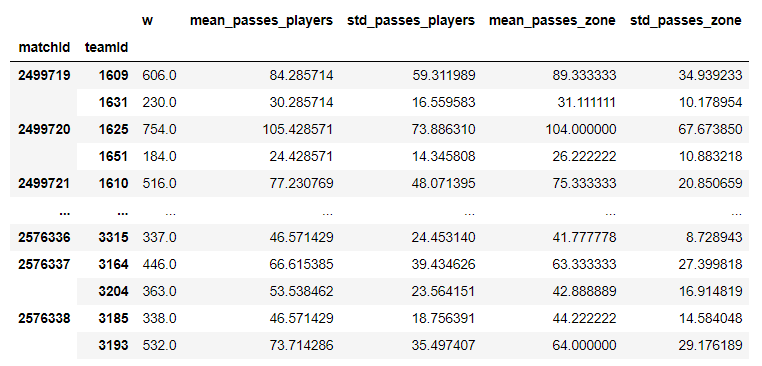 w mean_passes_players std_passes_players mean_passes_zone std_passes_zone
matchId teamId
2499719 1609 606.0 84.285714 59.311989 89.333333 34.939233
1631 230.0 30.285714 16.559583 31.111111 10.178954
2499720 1625 754.0 105.428571 73.886310 104.000000 67.673850
1651 184.0 24.428571 14.345808 26.222222 10.883218
2499721 1610 516.0 77.230769 48.071395 75.333333 20.850659
... ... ... ... ... ... ...
2576336 3315 337.0 46.571429 24.453140 41.777778 8.728943
2576337 3164 446.0 66.615385 39.434626 63.333333 27.399818
3204 363.0 53.538462 23.564151 42.888889 16.914819
2576338 3185 338.0 46.571429 18.756391 44.222222 14.584048
3193 532.0 73.714286 35.497407 64.000000 29.176189